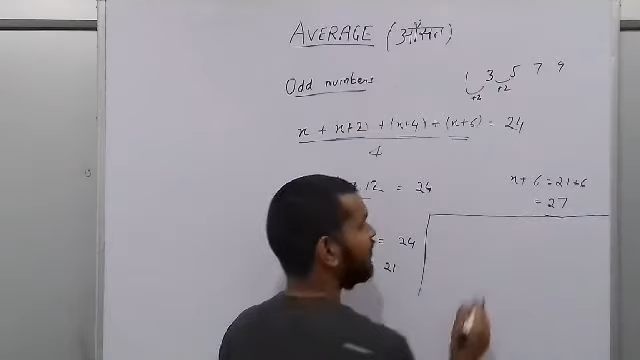 AVERAGE (औसत)
Odd numbers
1 3 5 7 9
+2 +2
x + x+2 + (x+4) + (x+6) = 24
4
12 = 24
x + 6 = 21+6
= 27
= 24
21